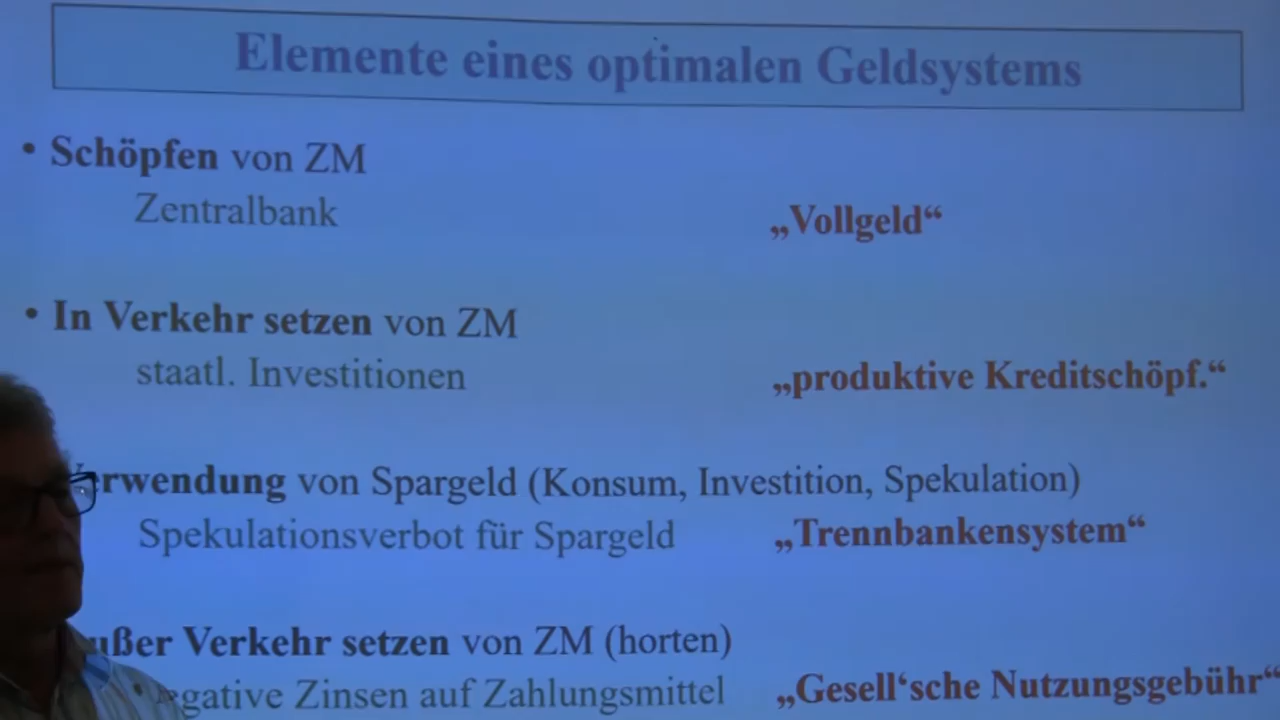 Elemente eines optimalen Geldsystems
• Schöpfen von ZM
Zentralbank „Vollgeld“
• In Verkehr setzen von ZM
staatl. Investitionen „produktive Kreditschöpf.“
erwendung von Spargeld (Konsum, Investition, Spekulation)
Spekulationsverbot für Spargeld „Trennbankensystem“
ußer Verkehr setzen von ZM (horten)
egative Zinsen auf Zahlungsmittel „Gesell‘sche Nutzungsgebühr“